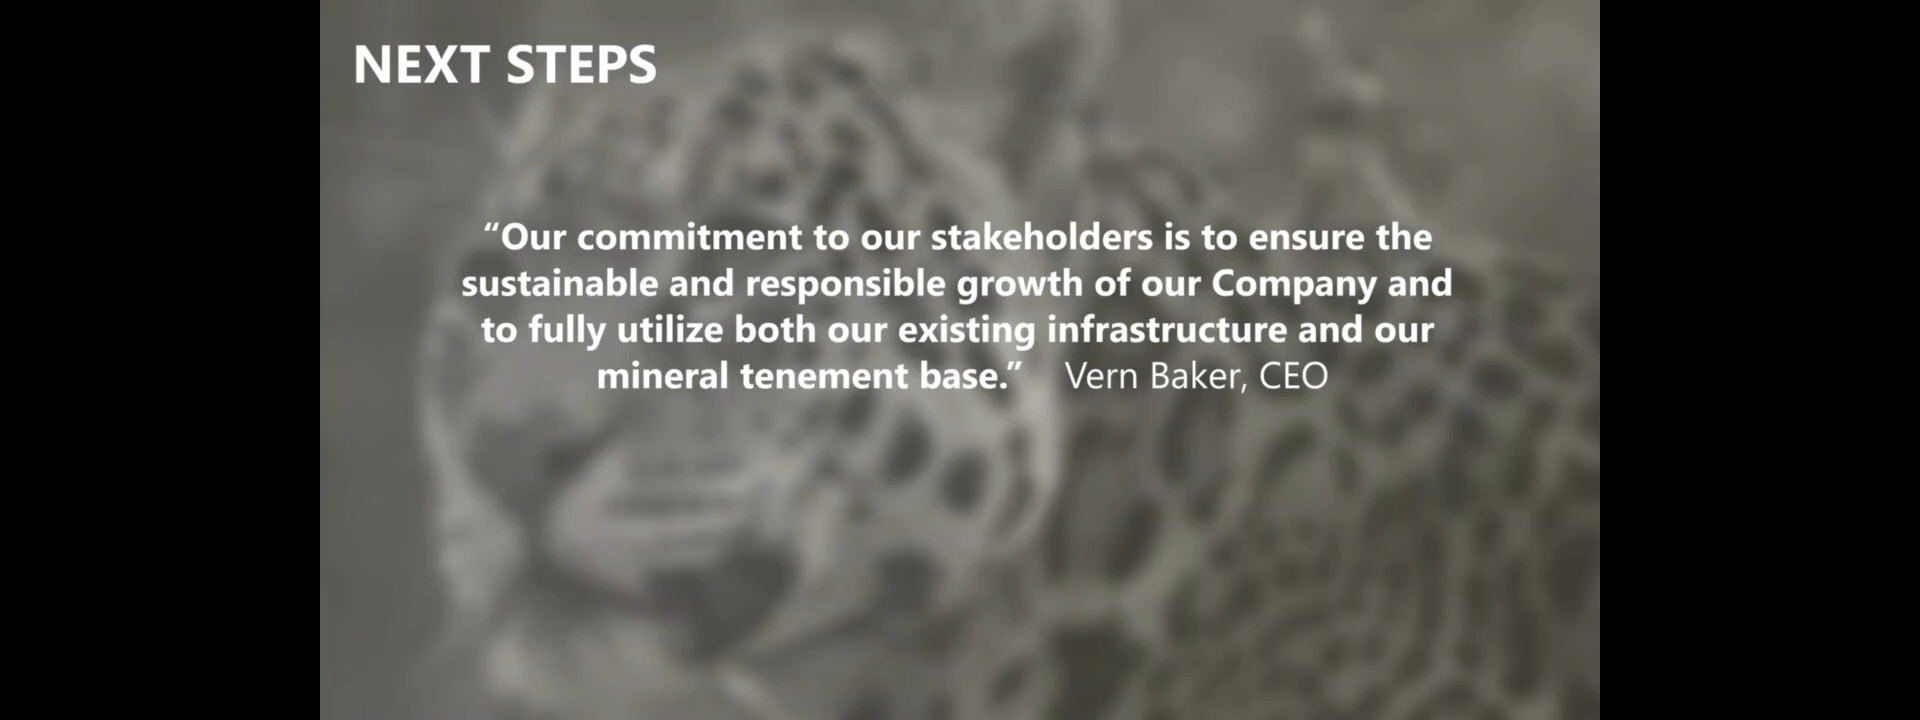 NEXT STEPS
“Our commitment to our stakeholders is to ensure the
sustainable and responsible growth of our Company and
to fully utilize both our existing infrastructure and our
mineral tenement base.” Vern Baker, CEO